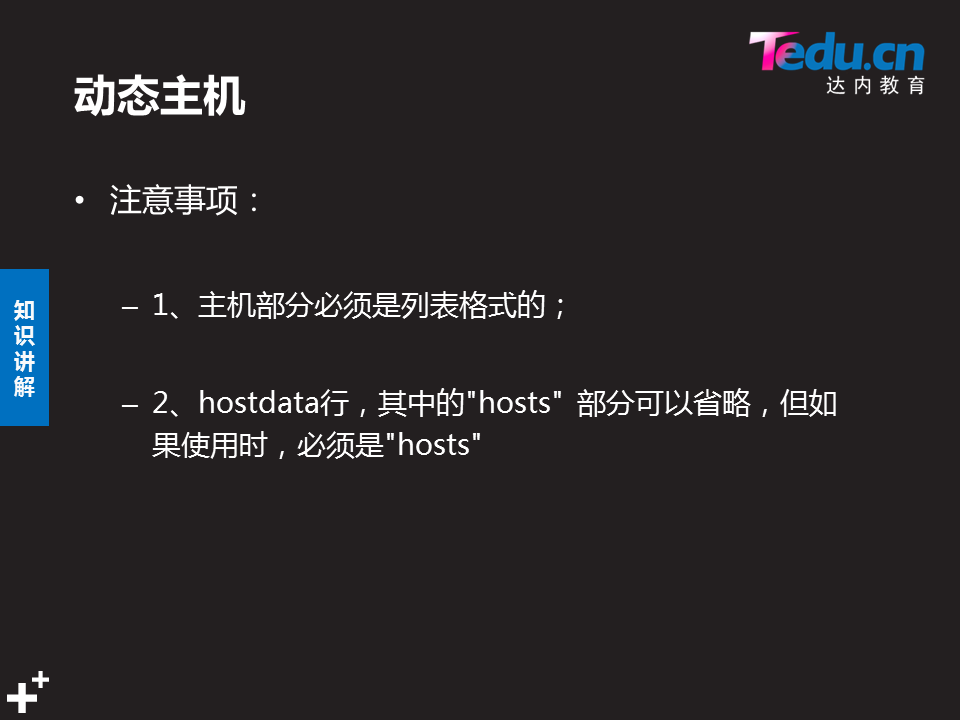 Tedu.cn
达内教育
动态主机
• 注意事项：
– 1、主机部分必须是列表格式的；
知识讲解
– 2、hostdata行，其中的"hosts" 部分可以省略，但如
果使用时，必须是"hosts"